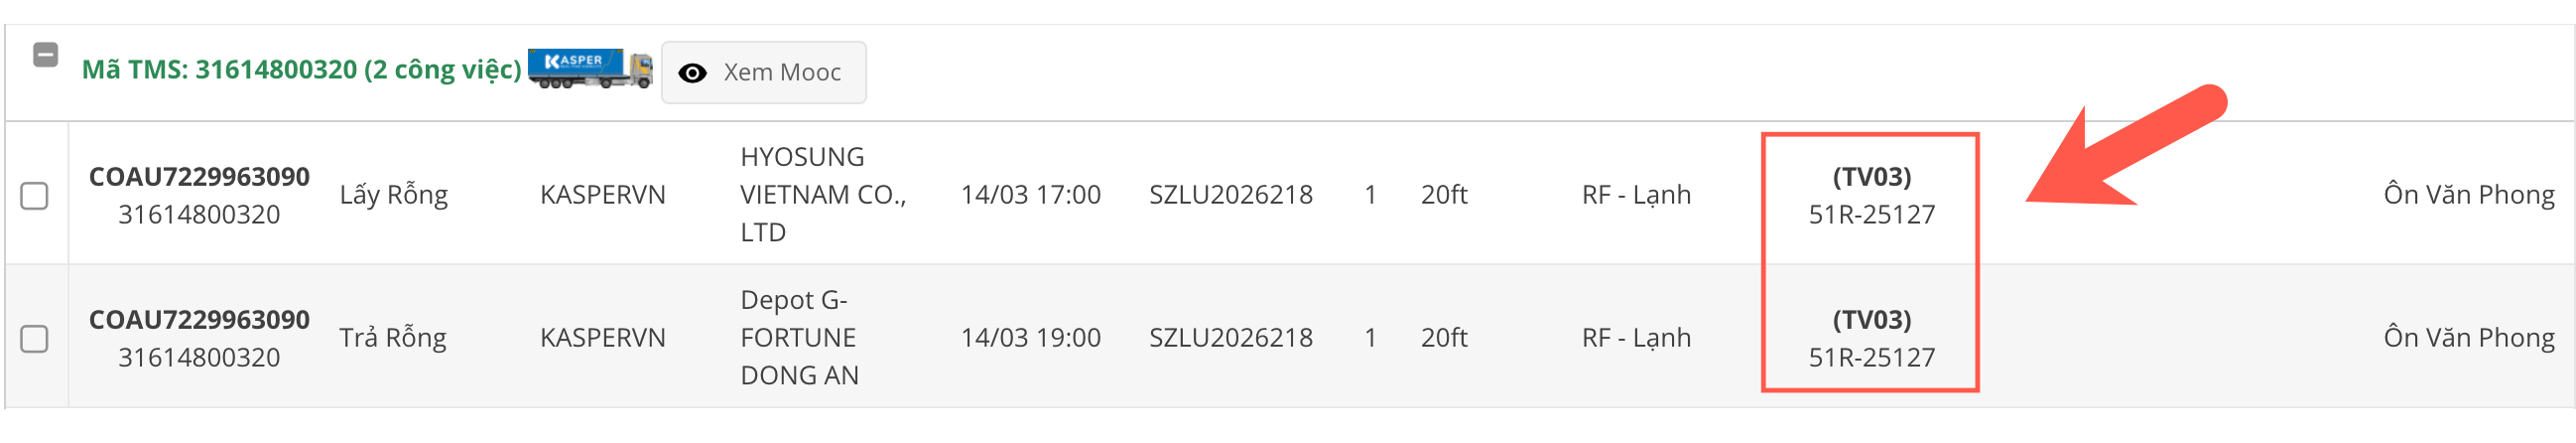 Mã TMS: 31614800320 (2 công việc)
KASPER
Xem Mooc
COAU7229963090
31614800320
Lấy Rỗng
KASPERVN
HYOSUNG
VIETNAM CO.,
LTD
14/03 17:00
SZLU2026218
1
20ft
RF - Lạnh
(TV03)
51R-25127
Ôn Văn Phong
COAU7229963090
31614800320
Trả Rỗng
KASPERVN
Depot G-
FORTUNE
DONG AN
14/03 19:00
SZLU2026218
1
20ft
RF - Lạnh
(TV03)
51R-25127
Ôn Văn Phong